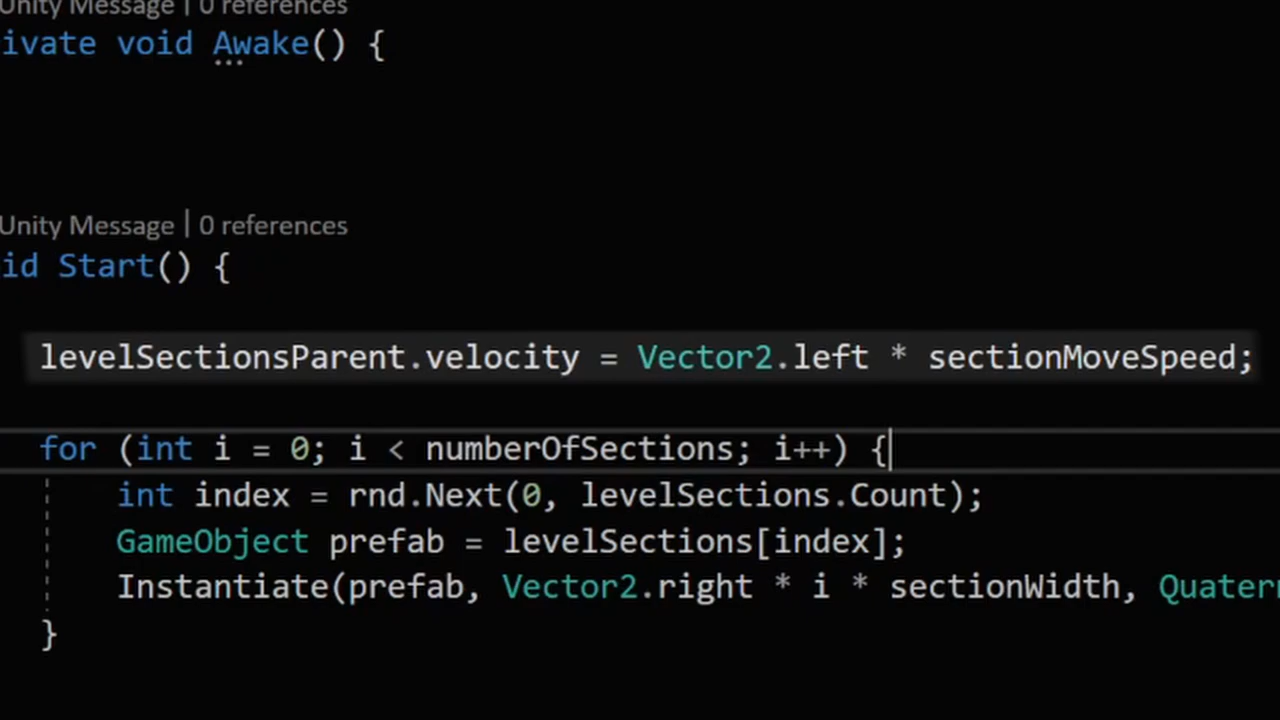 Unity Message | 0 references
ivate void Awake() {
Unity Message | 0 references
id Start() {
levelSectionsParent.velocity = Vector2.left * sectionMoveSpeed;
for (int i = 0; i < numberOfSections; i++) {
int index = rnd.Next(0, levelSections.Count);
GameObject prefab = levelSections[index];
Instantiate(prefab, Vector2.right * i * sectionWidth, Quatern
}